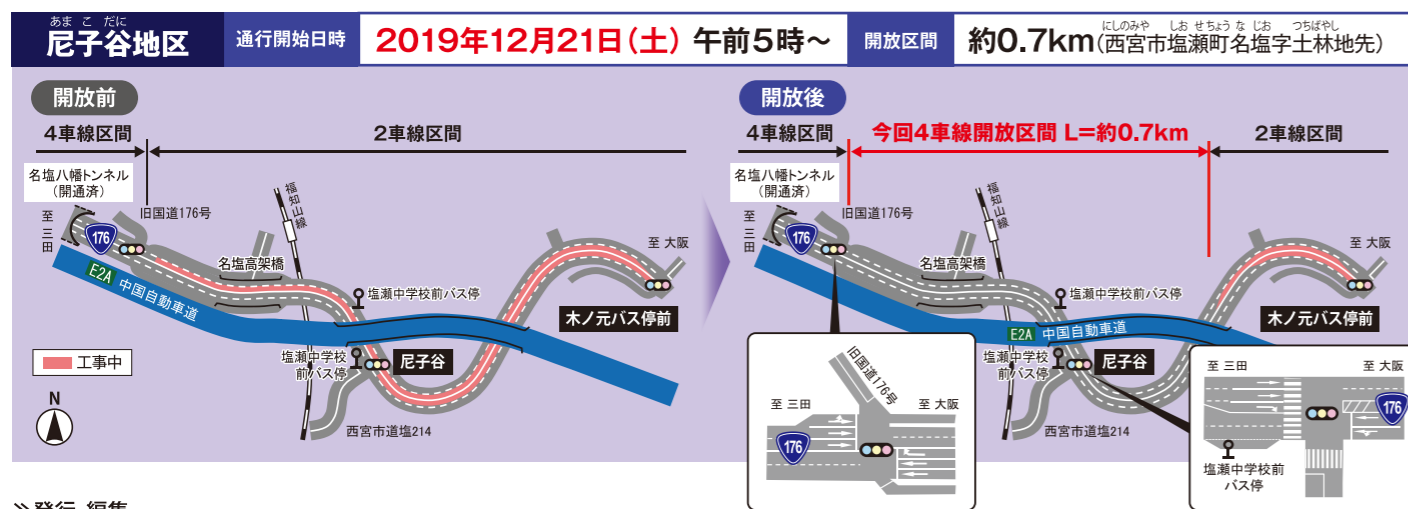 あまこだに
尼子谷地区
通行開始日時
2019年12月21日(土) 午前5時～
開放区間
にしのみや しおせちょうなじお つちばやし
約0.7km(西宮市塩瀬町名塩字土林地先)
開放前
4車線区間
2車線区間
名塩八幡トンネル
(開通済)
至三田
176
旧国道176号
福知山線
名塩高架橋
至 大阪
E2A 中国自動車道
塩瀬中学校前バス停
木ノ元バス停前
工事中
塩瀬中学校
前バス停
尼子谷
N
西宮市道塩214
開放後
4車線区間
今回4車線開放区間 L=約0.7km
2車線区間
名塩八幡トンネル
(開通済)
至三田
176
旧国道176号
福知山線
名塩高架橋
至 大阪
塩瀬中学校前バス停
木ノ元バス停前
E2A 中国自動車道
塩瀬中学校
前バス停
尼子谷
西宮市道塩214
旧国道176号
至 三田
至 大阪
176
至 三田
至 大阪
176
塩瀬中学校前
バス停
≫発行・編集